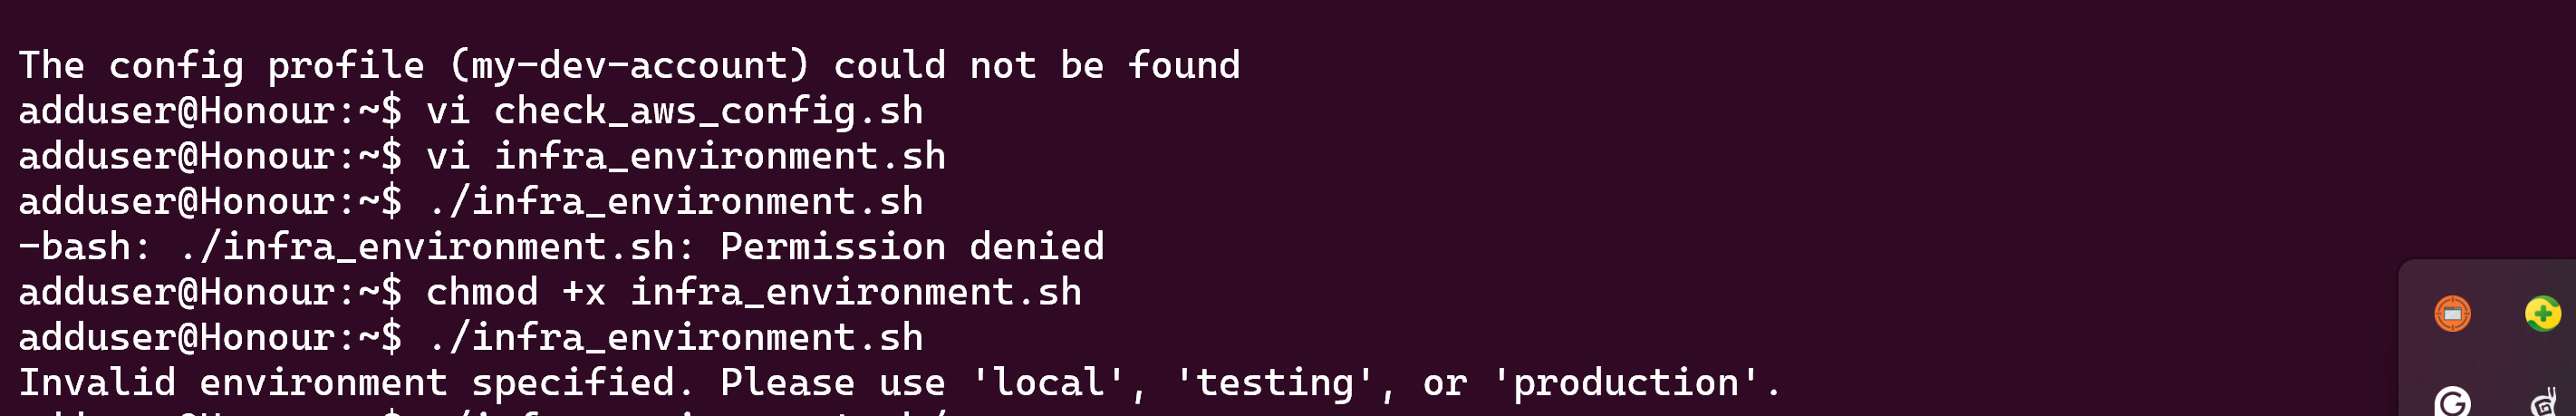 The config profile (my-dev-account) could not be found
adduser@Honour:~$ vi check_aws_config.sh
adduser@Honour:~$ vi infra_environment.sh
adduser@Honour:~$ ./infra_environment.sh
-bash: ./infra_environment.sh: Permission denied
adduser@Honour:~$ chmod +x infra_environment.sh
adduser@Honour:~$ ./infra_environment.sh
Invalid environment specified. Please use 'local', 'testing', or 'production'.